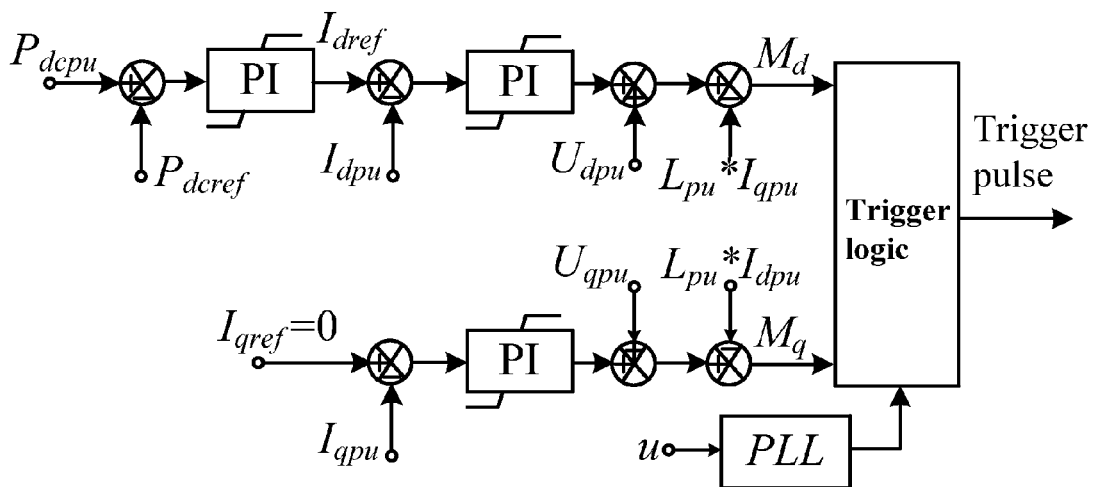 P_dcpu
PI
I_dref
PI
M_d
P_dcref
I_dpu
U_dpu
L_pu*I_qpu
Trigger
logic
Trigger
pulse
U_qpu
L_pu*I_dpu
I_qref=0
PI
M_q
I_qpu
u
PLL